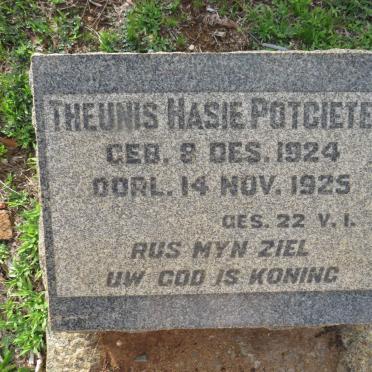 THEUNIS HASIE POTGIETE
GEB. 8 DES. 1924
OORL. 14 NOV. 1925
GES. 22 V. 1.
RUS MYN ZIEL
UW GOD IS KONING